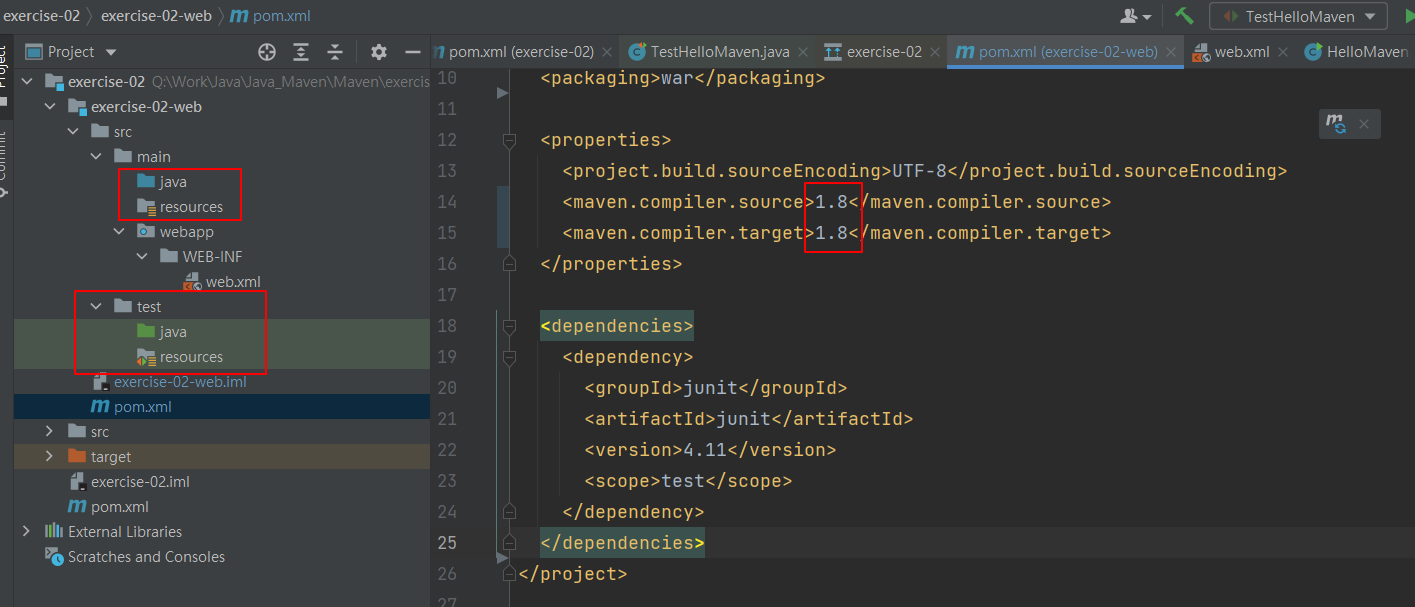 exercise-02 › exercise-02-web › pom.xml
TestHelloMaven
Project
pom.xml (exercise-02)
TestHelloMaven.java
exercise-02
pom.xml (exercise-02-web)
web.xml
HelloMaven
Project
Commit
exercise-02 Q:\Work\Java\Java_Maven\Maven\exercis
exercise-02-web
src
main
java
resources
webapp
WEB-INF
web.xml
test
java
resources
exercise-02-web.iml
pom.xml
src
target
exercise-02.iml
pom.xml
External Libraries
Scratches and Consoles
10 <packaging>war</packaging>
11
12 <properties>
13 <project.build.sourceEncoding>UTF-8</project.build.sourceEncoding>
14 <maven.compiler.source>1.8</maven.compiler.source>
15 <maven.compiler.target>1.8</maven.compiler.target>
16 </properties>
17
18 <dependencies>
19 <dependency>
20 <groupId>junit</groupId>
21 <artifactId>junit</artifactId>
22 <version>4.11</version>
23 <scope>test</scope>
24 </dependency>
25 </dependencies>
26 </project>
27